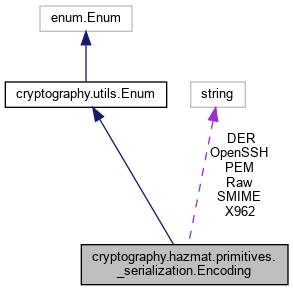 enum.Enum
cryptography.utils.Enum
string
DER
OpenSSH
PEM
Raw
SMIME
X962
cryptography.hazmat.primitives.
_serialization.Encoding